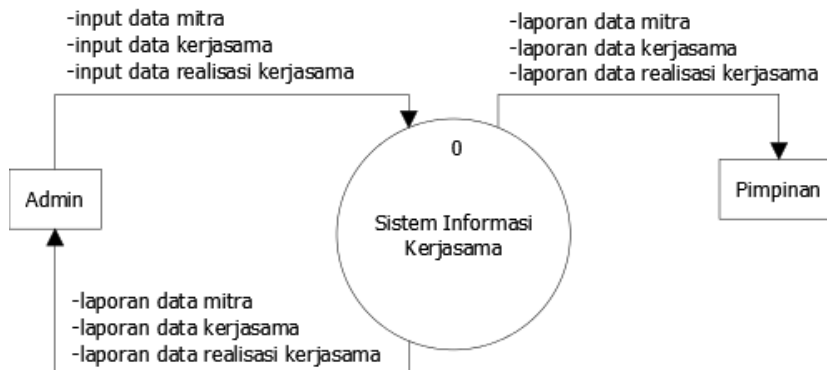 -input data mitra
-input data kerjasama
-input data realisasi kerjasama
-laporan data mitra
-laporan data kerjasama
-laporan data realisasi kerjasama
0
Admin
Sistem Informasi
Kerjasama
Pimpinan
-laporan data mitra
-laporan data kerjasama
-laporan data realisasi kerjasama